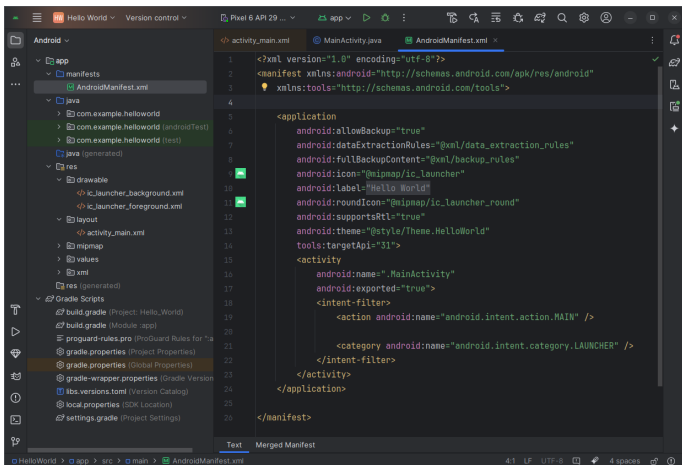 HW Hello World Version control Pixel 6 API 29 ... app
Android
activity_main.xml MainActivity.java AndroidManifest.xml
app
manifests
AndroidManifest.xml
java
com.example.helloworld
com.example.helloworld (androidTest)
com.example.helloworld (test)
java (generated)
res
drawable
ic_launcher_background.xml
ic_launcher_foreground.xml
layout
activity_main.xml
mipmap
values
xml
res (generated)
Gradle Scripts
build.gradle (Project: Hello_World)
build.gradle (Module :app)
proguard-rules.pro (ProGuard Rules for ":a
gradle.properties (Project Properties)
gradle.properties (Global Properties)
gradle-wrapper.properties (Gradle Version
libs.versions.toml (Version Catalog)
local.properties (SDK Location)
settings.gradle (Project Settings)
1 <?xml version="1.0" encoding="utf-8"?>
2 <manifest xmlns:android="http://schemas.android.com/apk/res/android"
3 xmlns:tools="http://schemas.android.com/tools">
4
5 <application
6 android:allowBackup="true"
7 android:dataExtractionRules="@xml/data_extraction_rules"
8 android:fullBackupContent="@xml/backup_rules"
9 android:icon="@mipmap/ic_launcher"
10 android:label="Hello World"
11 android:roundIcon="@mipmap/ic_launcher_round"
12 android:supportsRtl="true"
13 android:theme="@style/Theme.HelloWorld"
14 tools:targetApi="31">
15 <activity
16 android:name=".MainActivity"
17 android:exported="true">
18 <intent-filter>
19 <action android:name="android.intent.action.MAIN" />
20
21 <category android:name="android.intent.category.LAUNCHER" />
22 </intent-filter>
23 </activity>
24 </application>
25
26 </manifest>
Text Merged Manifest
HelloWorld > app > src > main > AndroidManifest.xml 4:1 LF UTF-8 4 spaces